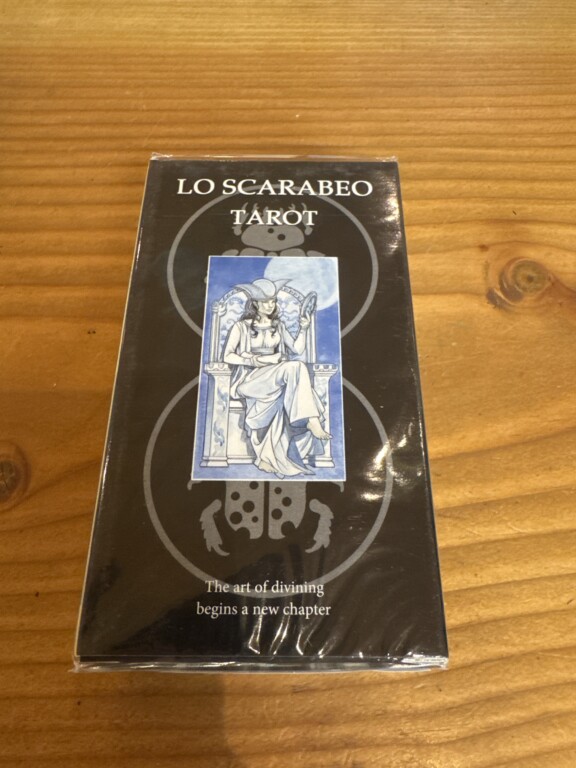 LO SCARABEO
TAROT
The art of divining
begins a new chapter